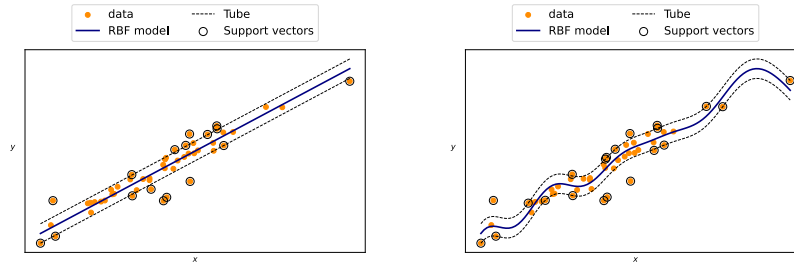 data
Tube
RBF model
Support vectors
y
x
data
Tube
RBF model
Support vectors
y
x